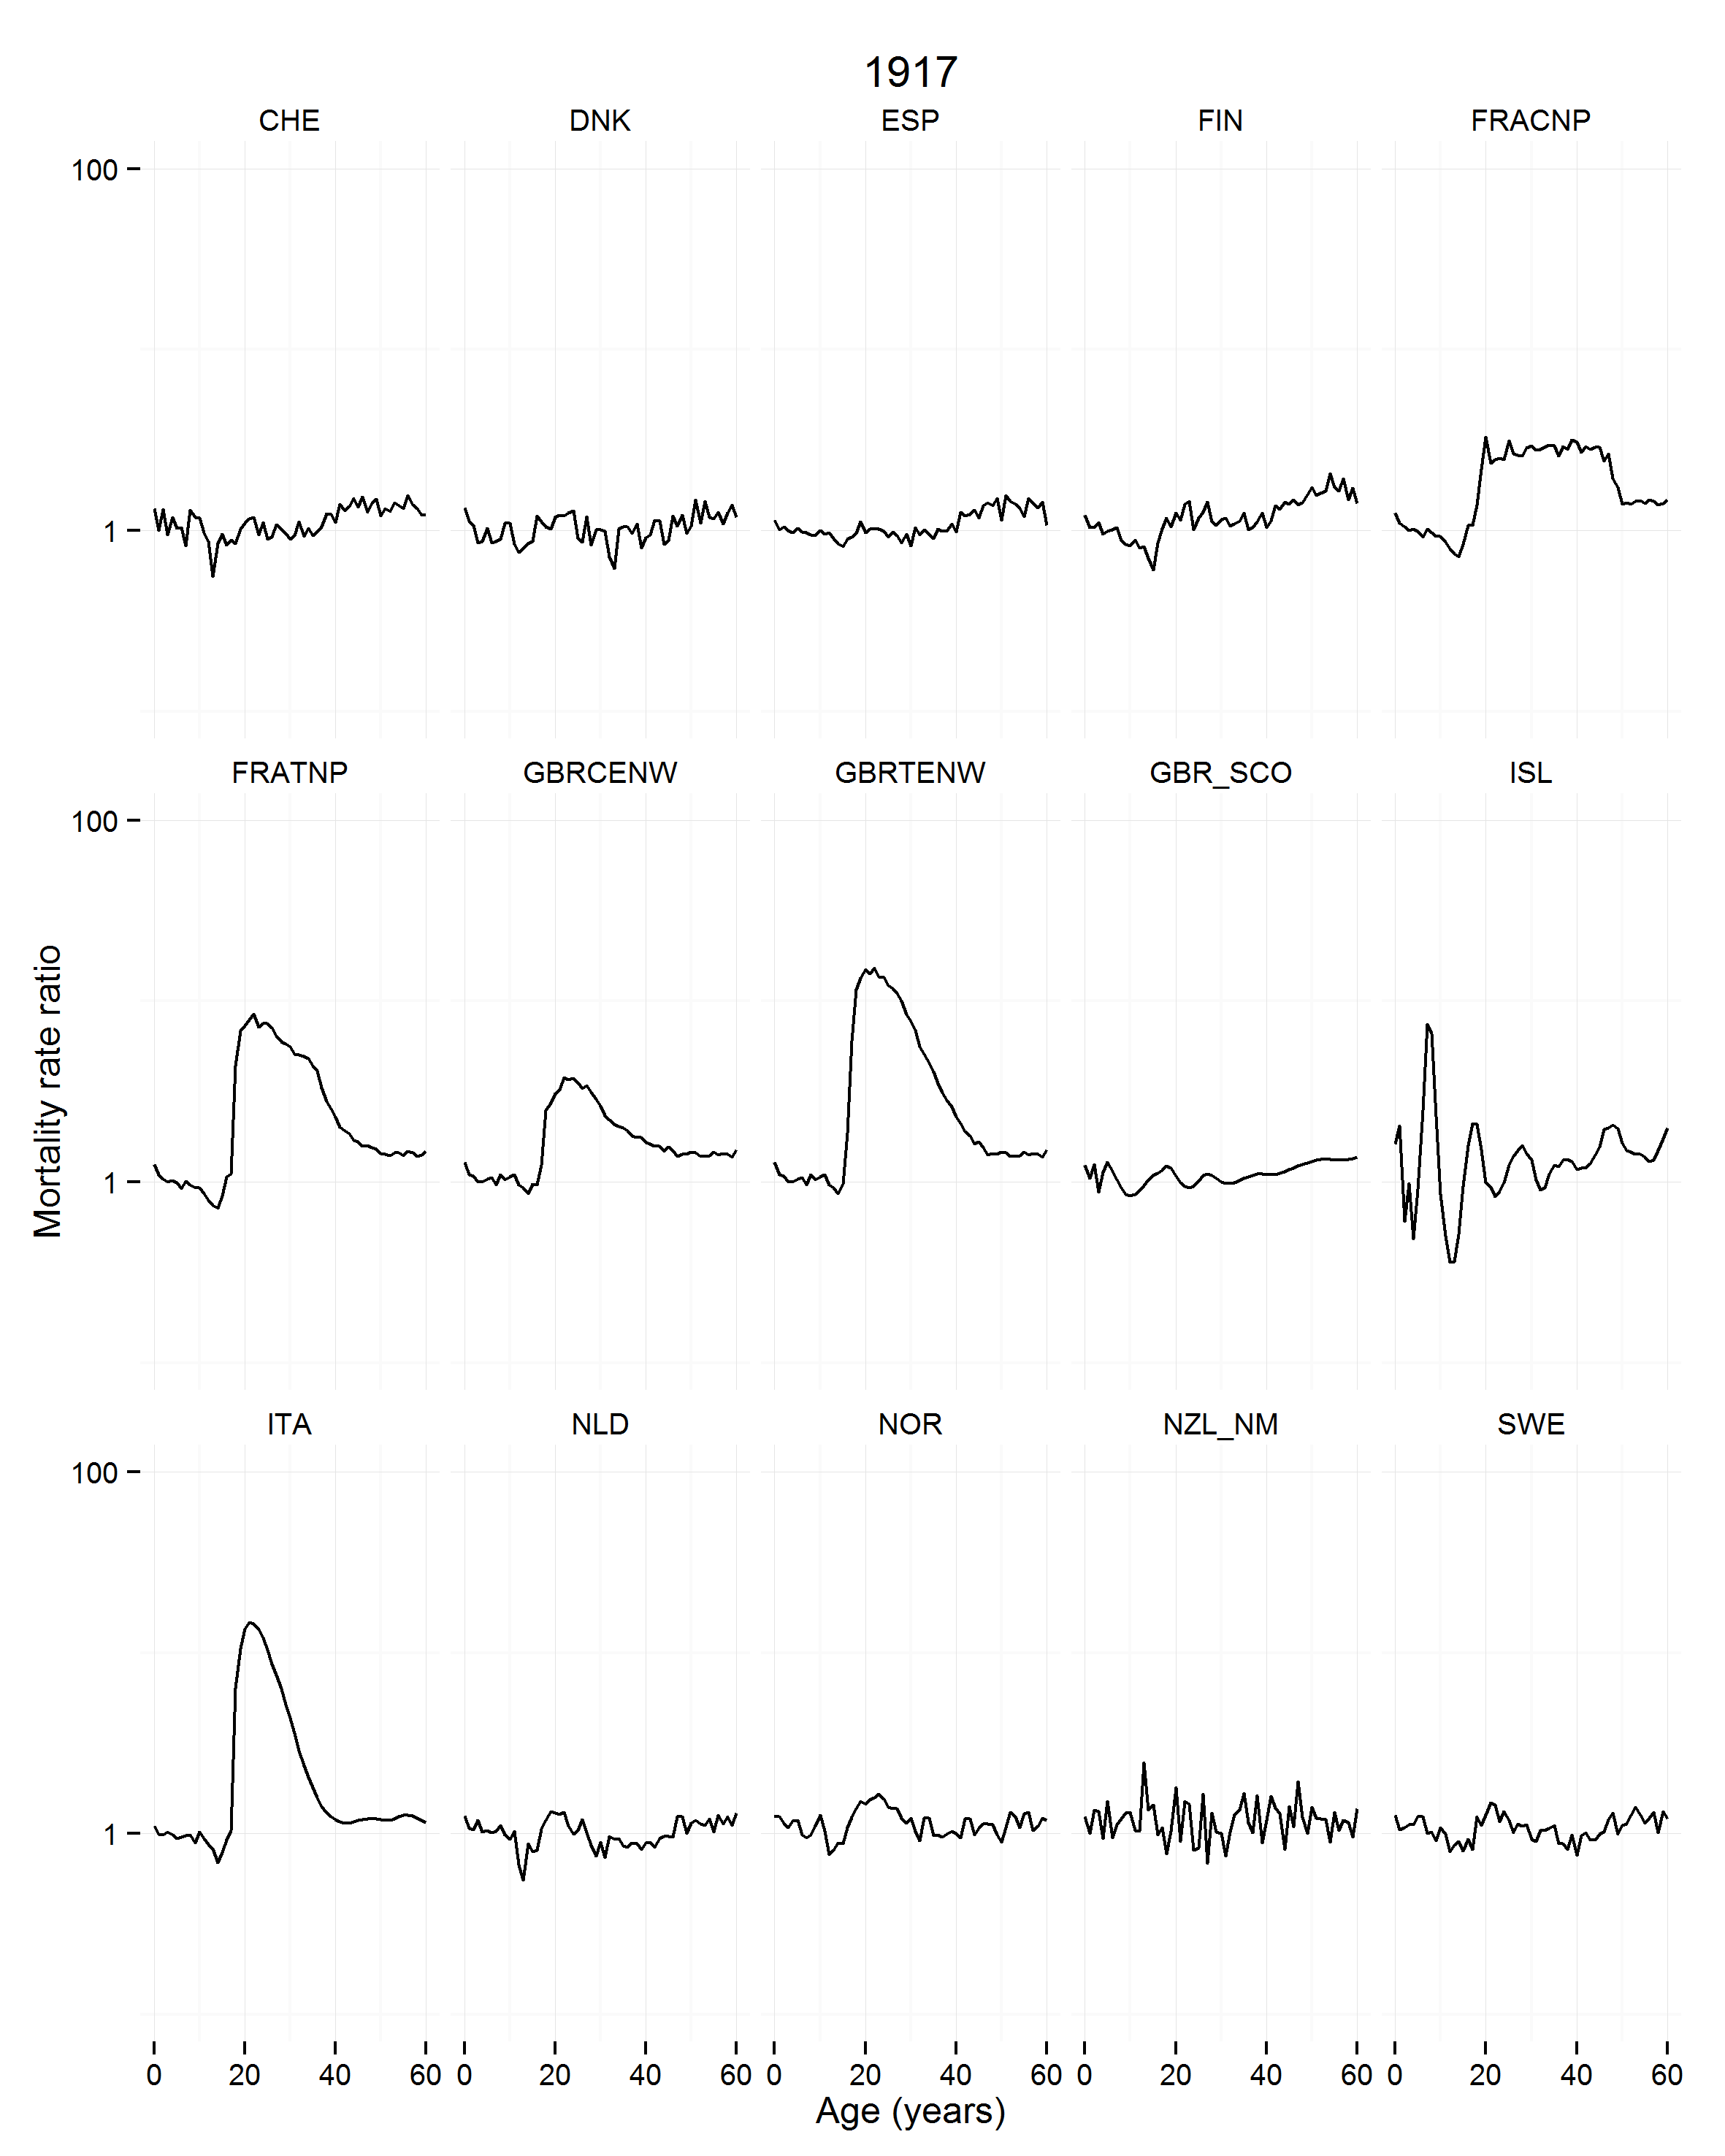 1917
CHE DNK ESP FIN FRACNP
100
1
FRATNP GBRCENW GBRTENW GBR_SCO ISL
100
Mortality rate ratio
1
ITA NLD NOR NZL_NM SWE
100
1
0 20 40 60 0 20 40 60 0 20 40 60 0 20 40 60 0 20 40 60
Age (years)